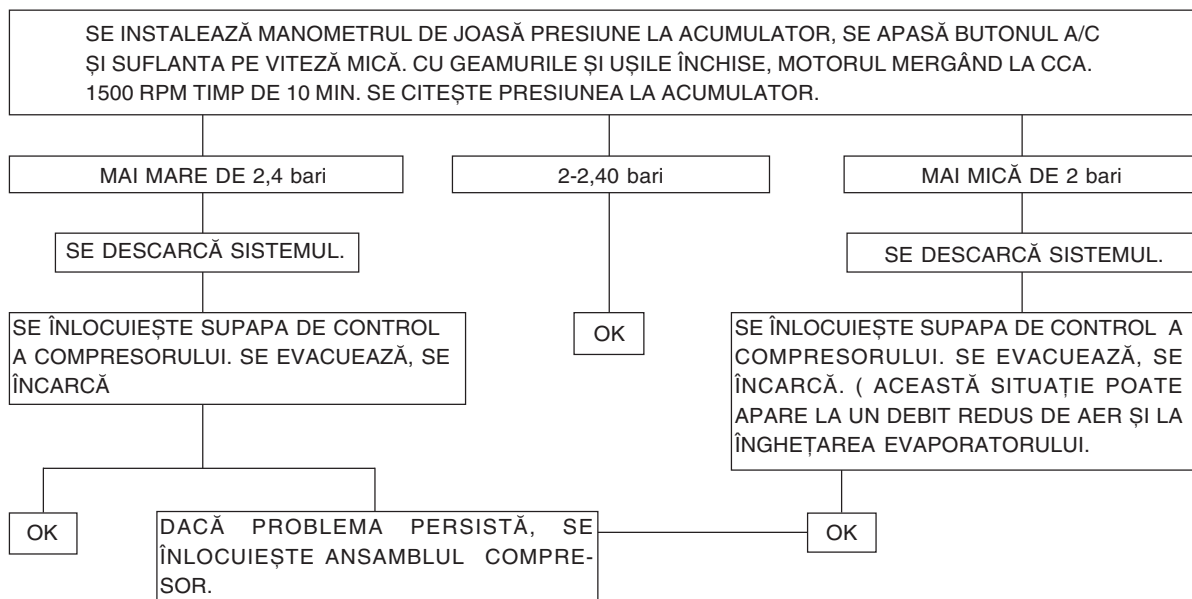 SE INSTALEAZĂ MANOMETRUL DE JOASĂ PRESIUNE LA ACUMULATOR, SE APASĂ BUTONUL A/C
ȘI SUFLANTA PE VITEZĂ MICĂ. CU GEAMURILE ȘI UȘILE ÎNCHISE, MOTORUL MERGÂND LA CCA.
1500 RPM TIMP DE 10 MIN. SE CITEȘTE PRESIUNEA LA ACUMULATOR.
MAI MARE DE 2,4 bari
2-2,40 bari
MAI MICĂ DE 2 bari
SE DESCARCĂ SISTEMUL.
SE DESCARCĂ SISTEMUL.
SE ÎNLOCUIEȘTE SUPAPA DE CONTROL
A COMPRESORULUI. SE EVACUEAZĂ, SE
ÎNCARCĂ
OK
SE ÎNLOCUIEȘTE SUPAPA DE CONTROL A
COMPRESORULUI. SE EVACUEAZĂ, SE
ÎNCARCĂ. ( ACEASTĂ SITUAȚIE POATE
APARE LA UN DEBIT REDUS DE AER ȘI LA
ÎNGHEȚAREA EVAPORATORULUI.
OK
DACĂ PROBLEMA PERSISTĂ, SE
ÎNLOCUIEȘTE ANSAMBLUL COMPRE-
SOR.
OK